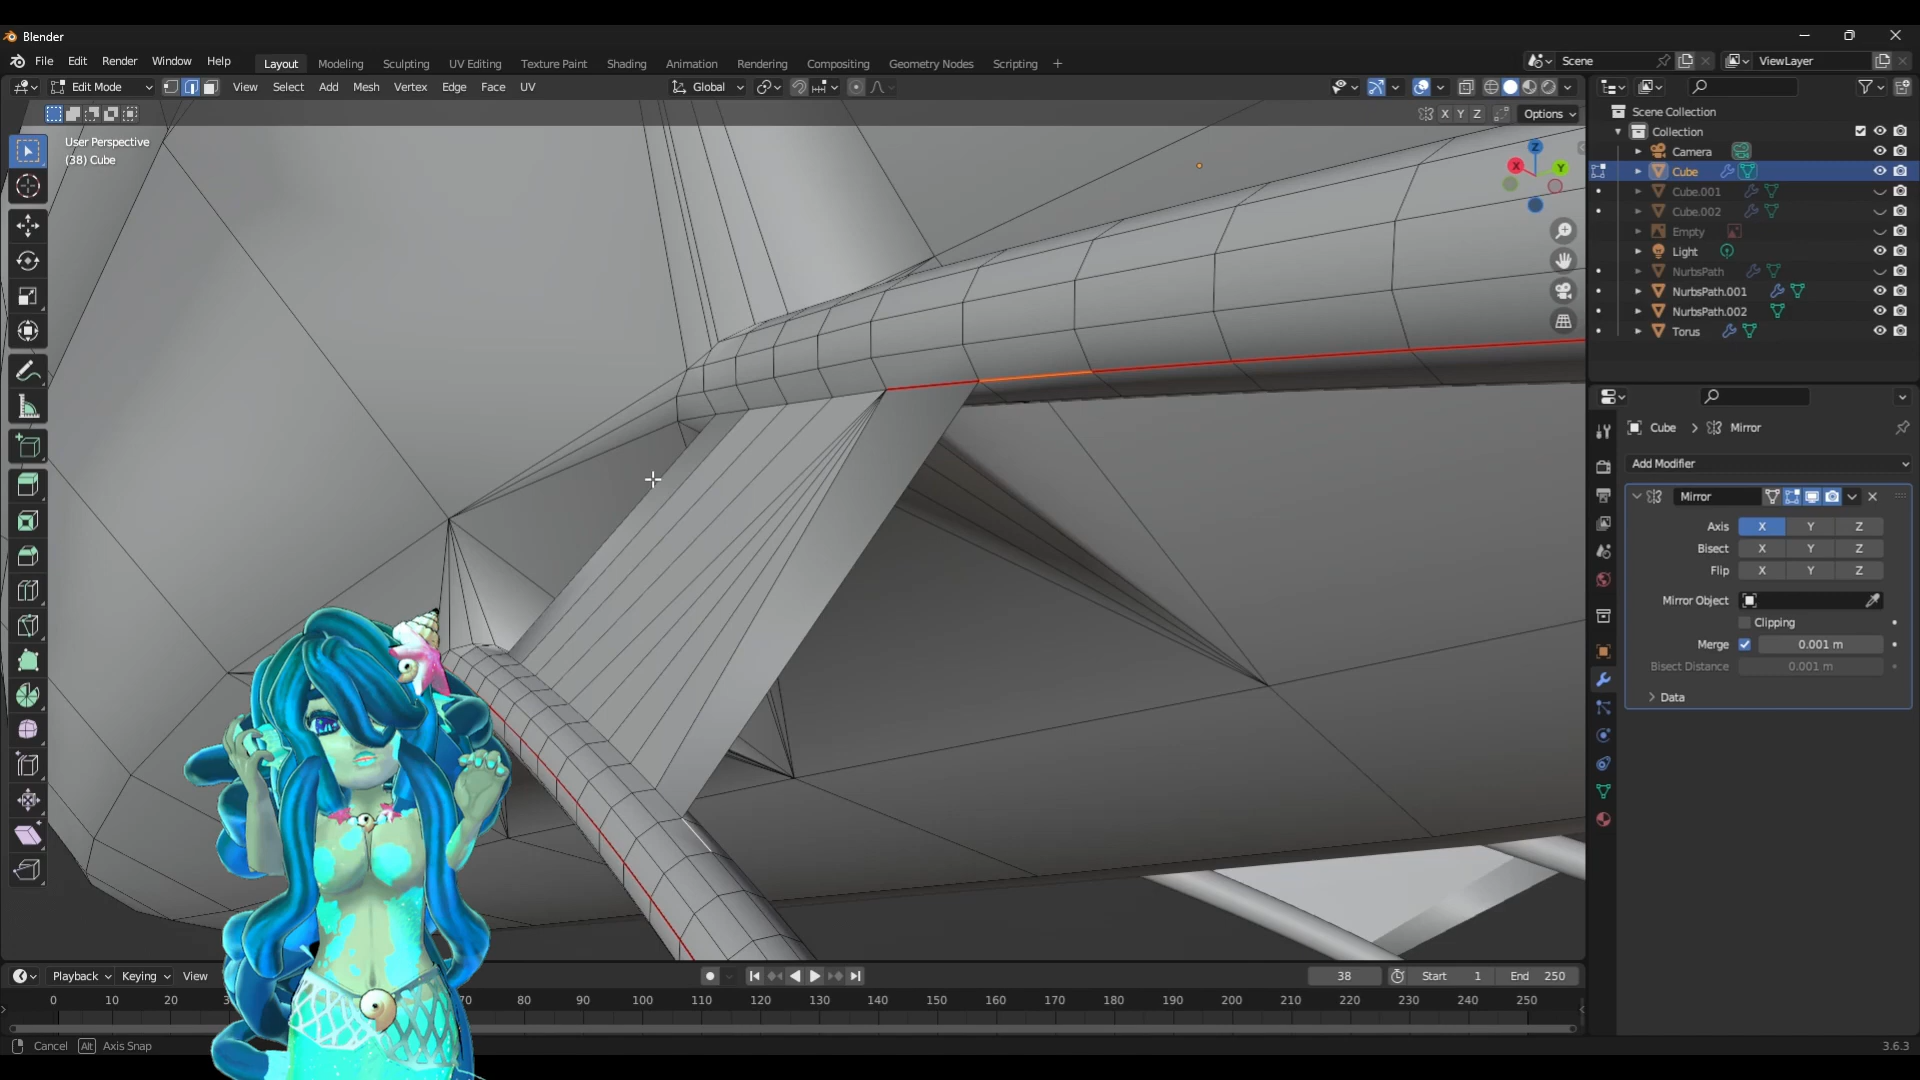 Blender
File Edit Render Window Help Layout Modeling Sculpting UV Editing Texture Paint Shading Animation Rendering Compositing Geometry Nodes Scripting + Scene ViewLayer
Edit Mode View Select Add Mesh Vertex Edge Face UV Global
X Y Z Options
User Perspective
(38) Cube
Z
X Y
Scene Collection
Collection
Camera
Cube
Cube.001
Cube.002
Empty
Light
NurbsPath
NurbsPath.001
NurbsPath.002
Torus
Cube > Mirror
Add Modifier
Mirror
Axis X Y Z
Bisect X Y Z
Flip X Y Z
Mirror Object
Clipping
Merge 0.001 m
Bisect Distance 0.001 m
Data
Playback Keying View 38 Start 1 End 250
0 10 20 70 80 90 100 110 120 130 140 150 160 170 180 190 200 210 220 230 240 250
Cancel Alt Axis Snap 3.6.3